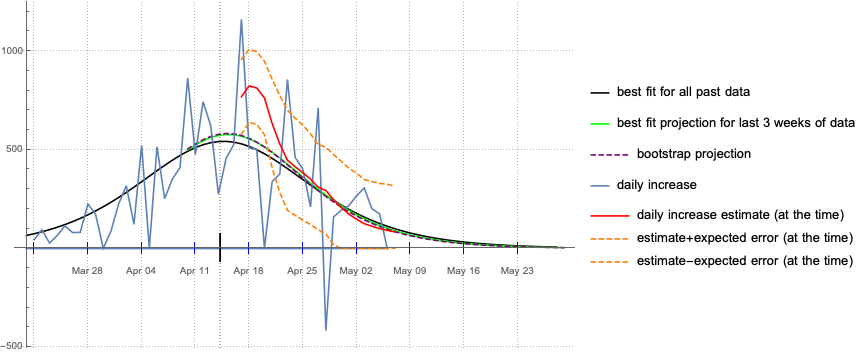 1000
500
-500
Mar 28
Apr 04
Apr 11
Apr 18
Apr 25
May 02
May 09
May 16
May 23
best fit for all past data
best fit projection for last 3 weeks of data
bootstrap projection
daily increase
daily increase estimate (at the time)
estimate+expected error (at the time)
estimate−expected error (at the time)